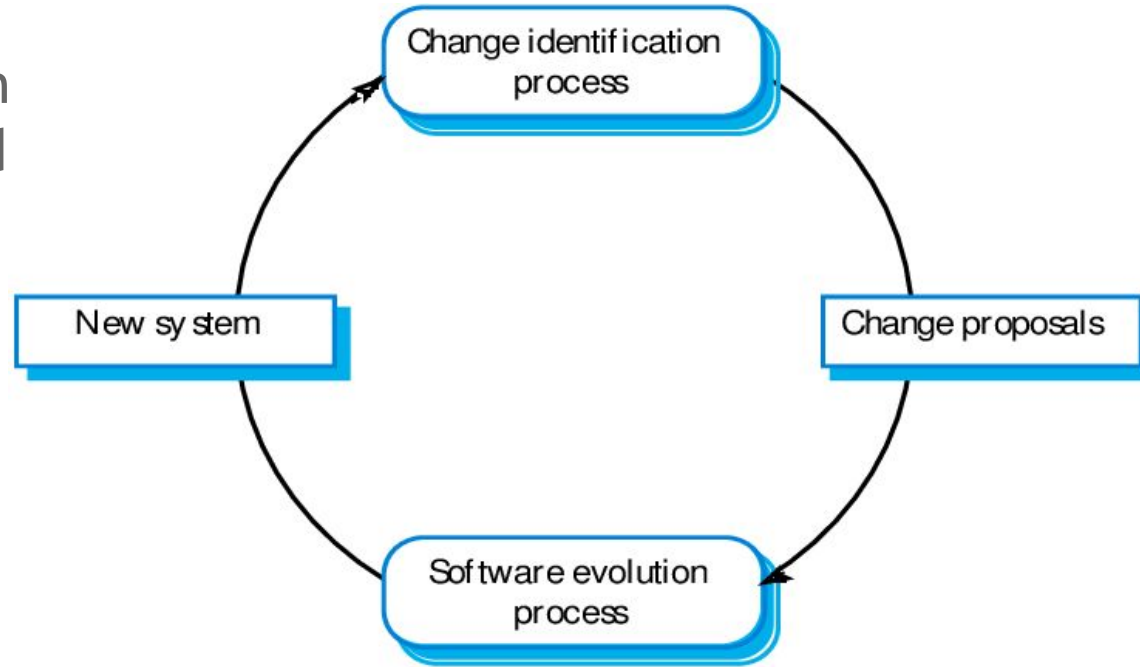 Change identification
process
New system
Change proposals
Software evolution
process